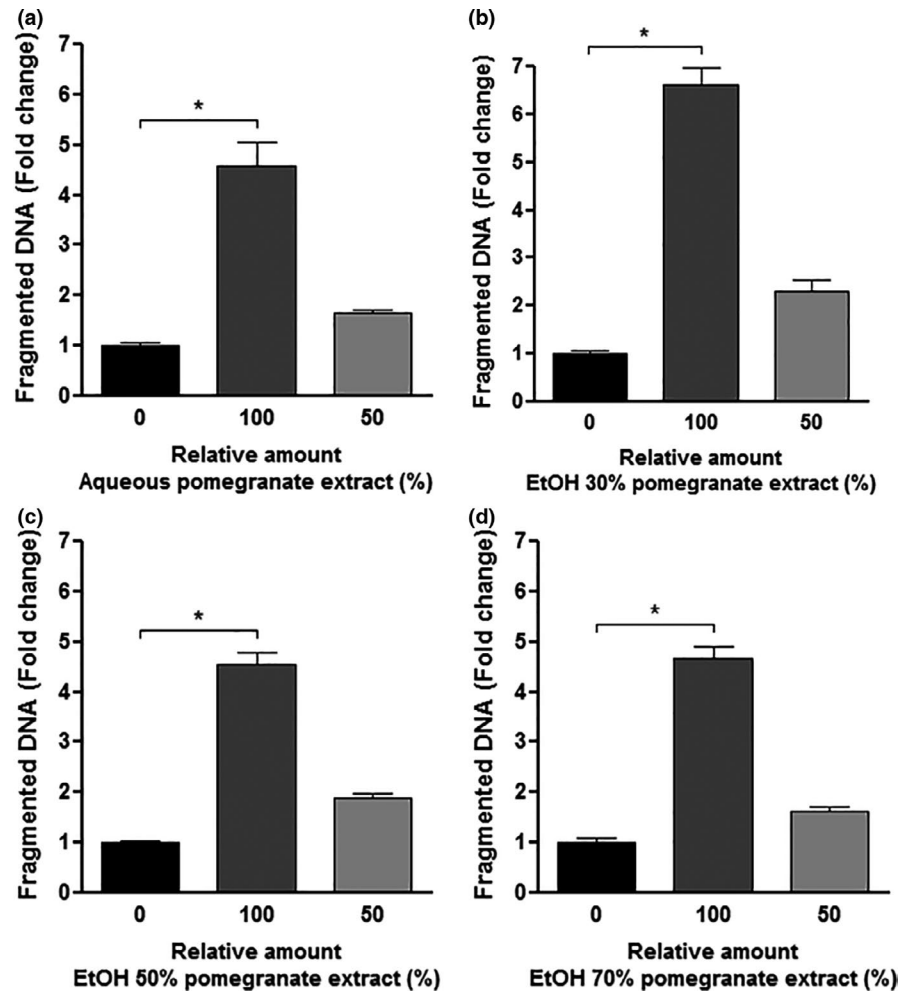 (a)
Fragmented DNA (Fold change)
7
6
5
4
3
2
1
0
*
0 100 50
Relative amount
Aqueous pomegranate extract (%)
(b)
Fragmented DNA (Fold change)
7
6
5
4
3
2
1
0
*
0 100 50
Relative amount
EtOH 30% pomegranate extract (%)
(c)
Fragmented DNA (Fold change)
7
6
5
4
3
2
1
0
*
0 100 50
Relative amount
EtOH 50% pomegranate extract (%)
(d)
Fragmented DNA (Fold change)
7
6
5
4
3
2
1
0
*
0 100 50
Relative amount
EtOH 70% pomegranate extract (%)